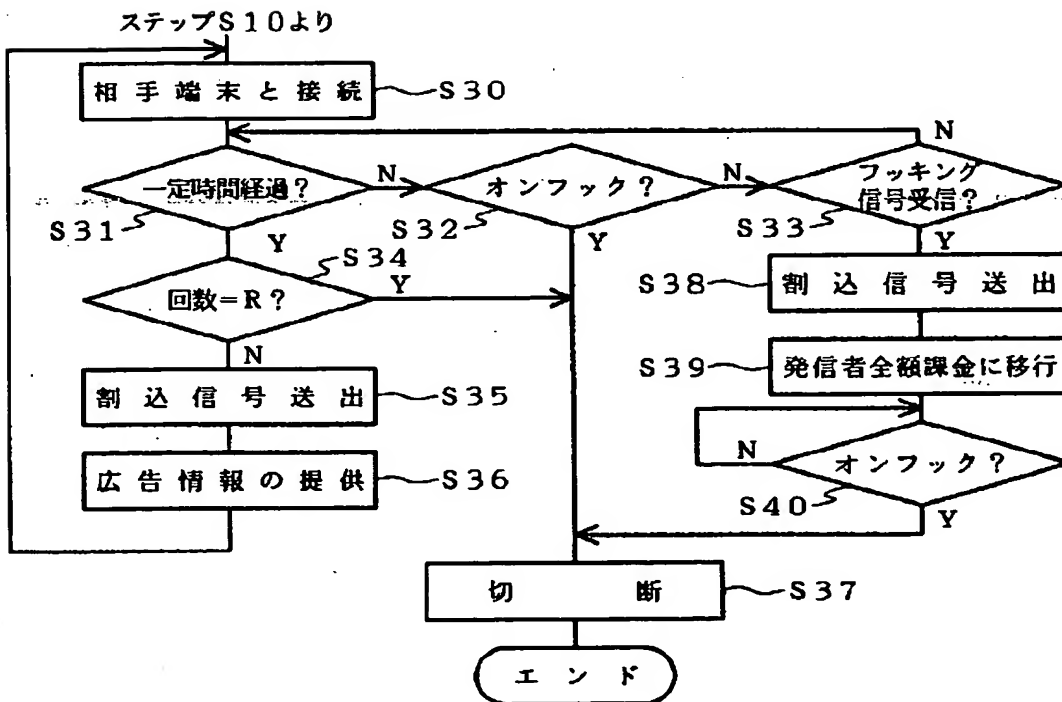 ステップS10より
相手端末と接続
S30
一定時間経過?
S31
N
Y
オンフック?
S32
N
Y
フッキング
信号受信?
S33
N
Y
回数=R?
S34
Y
N
割込信号送出
S35
広告情報の提供
S36
割込信号送出
S38
発信者全額課金に移行
S39
オンフック?
S40
N
Y
切断
S37
エンド